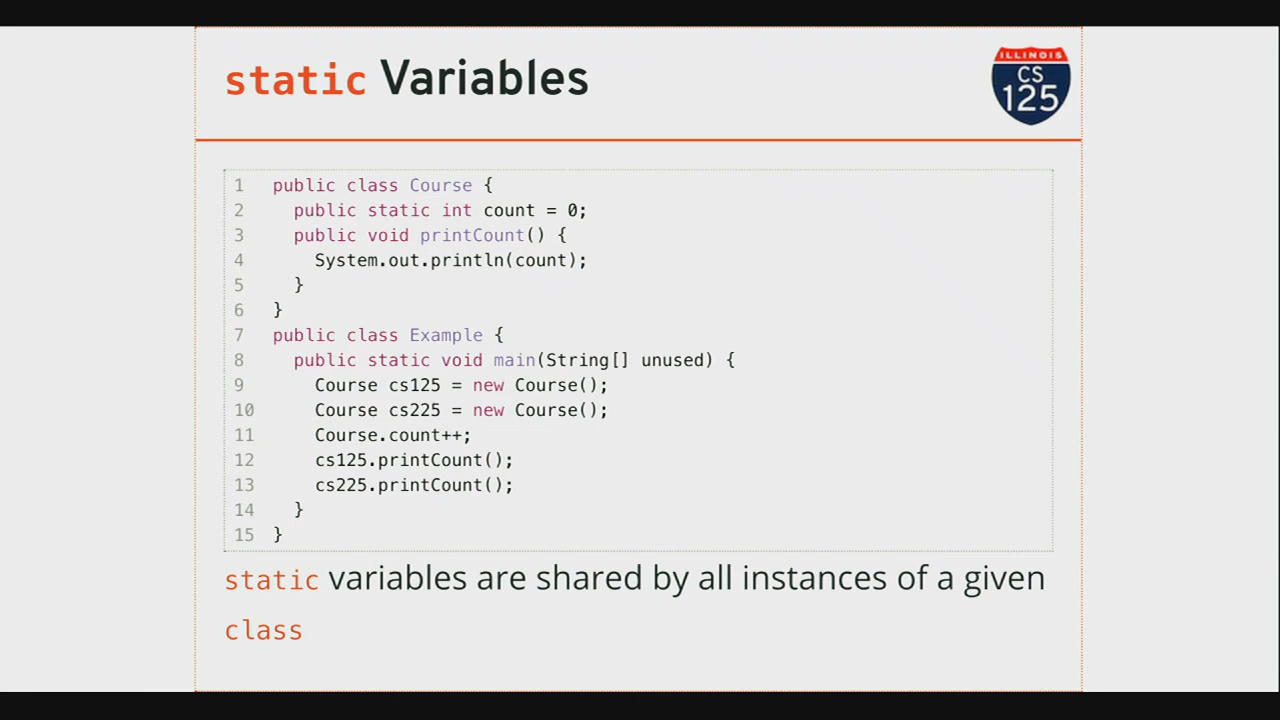 static Variables
ILLINOIS
CS
125
1 public class Course {
2   public static int count = 0;
3   public void printCount() {
4     System.out.println(count);
5   }
6 }
7 public class Example {
8   public static void main(String[] unused) {
9     Course cs125 = new Course();
10     Course cs225 = new Course();
11     Course.count++;
12     cs125.printCount();
13     cs225.printCount();
14   }
15 }
static variables are shared by all instances of a given
class